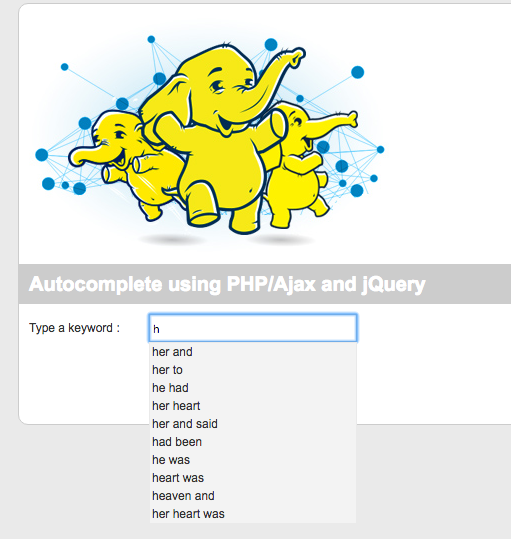 Autocomplete using PHP/Ajax and jQuery
Type a keyword : h
her and
her to
he had
her heart
her and said
had been
he was
heart was
heaven and
her heart was